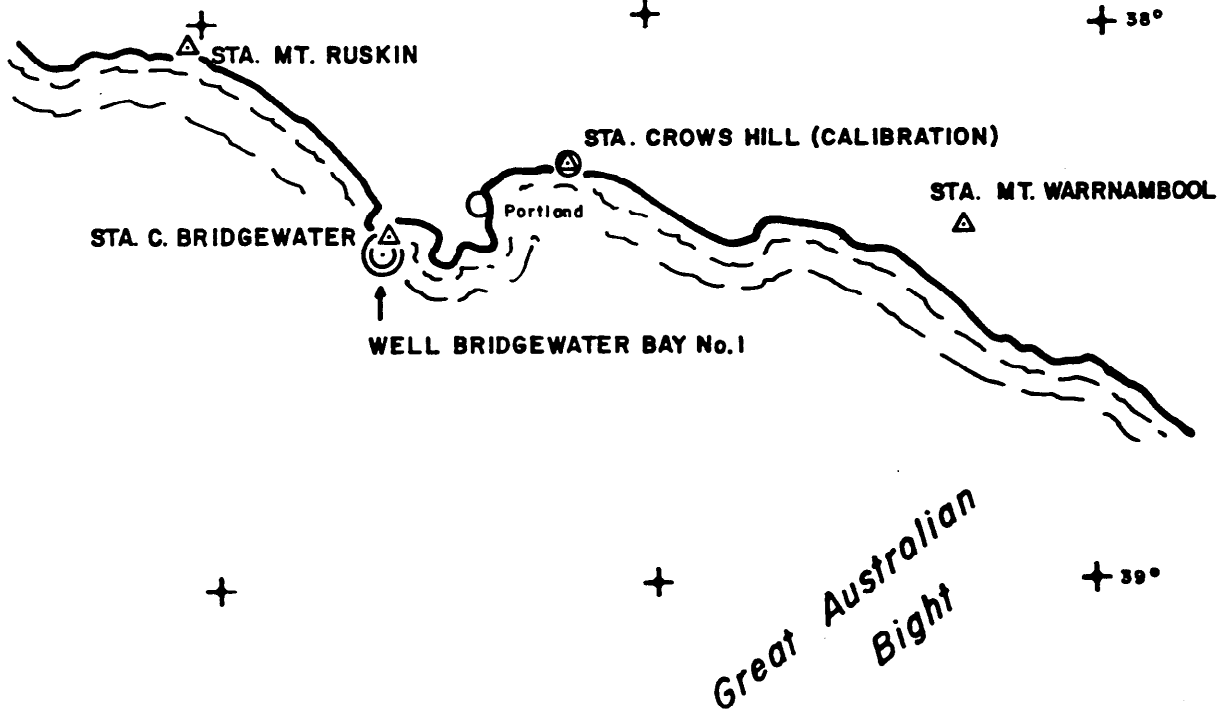 38°
STA. MT. RUSKIN
STA. CROWS HILL (CALIBRATION)
STA. MT. WARRNAMBOOL
Portland
STA. C. BRIDGEWATER
WELL BRIDGEWATER BAY No.1
Great Australian
Bight
39°